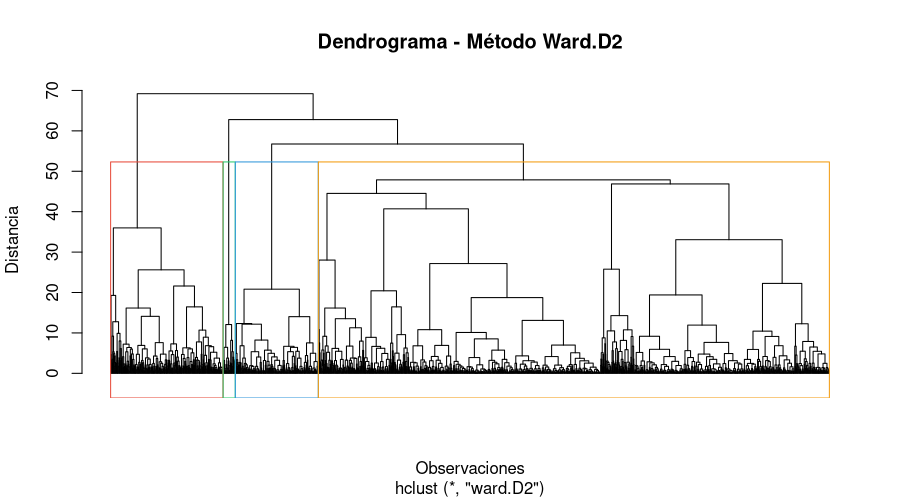 Dendrograma - Método Ward.D2
Distancia
70
60
50
40
30
20
10
0
Observaciones
hclust (*, "ward.D2")